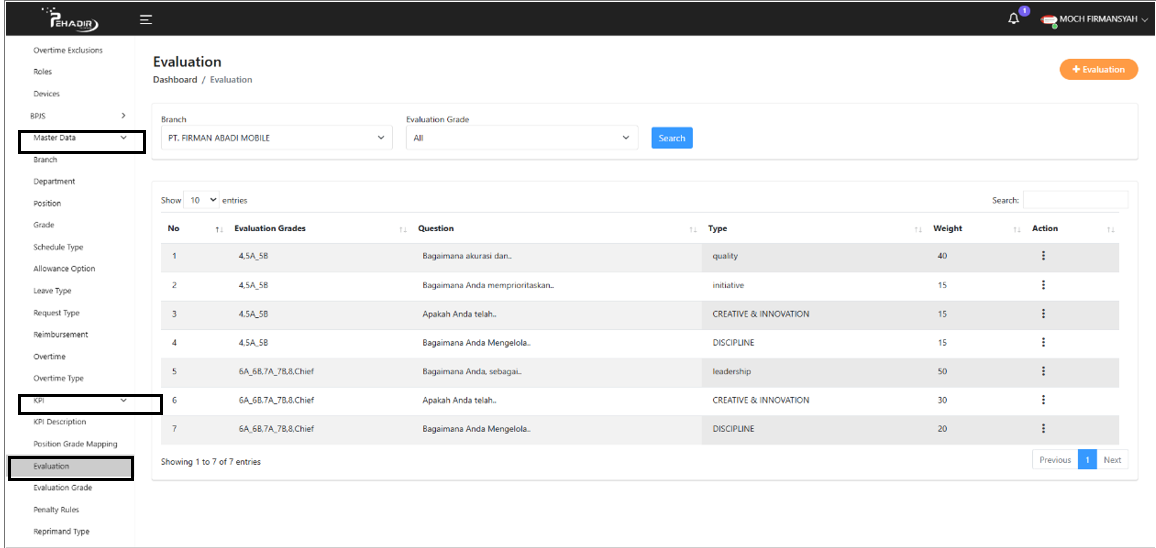 PEHADIR
1
MOCH FIRMANSYAH
Overtime Exclusions
Roles
Devices
BPJS
Master Data
Branch
Department
Position
Grade
Schedule Type
Allowance Option
Leave Type
Request Type
Reimbursement
Overtime
Overtime Type
KPI
KPI Description
Position Grade Mapping
Evaluation
Evaluation Grade
Penalty Rules
Reprimand Type
Evaluation
Dashboard / Evaluation
+ Evaluation
Branch
Evaluation Grade
PT. FIRMAN ABADI MOBILE
All
Search
Show 10 entries
Search:
No Evaluation Grades Question Type Weight Action
1 4,5A_5B Bagaimana akurasi dan.. quality 40
2 4,5A_5B Bagaimana Anda memprioritaskan.. initiative 15
3 4,5A_5B Apakah Anda telah.. CREATIVE & INNOVATION 15
4 4,5A_5B Bagaimana Anda Mengelola.. DISCIPLINE 15
5 6A_6B,7A_7B,8,Chief Bagaimana Anda, sebagai.. leadership 50
6 6A_6B,7A_7B,8,Chief Apakah Anda telah.. CREATIVE & INNOVATION 30
7 6A_6B,7A_7B,8,Chief Bagaimana Anda Mengelola.. DISCIPLINE 20
Showing 1 to 7 of 7 entries
Previous 1 Next